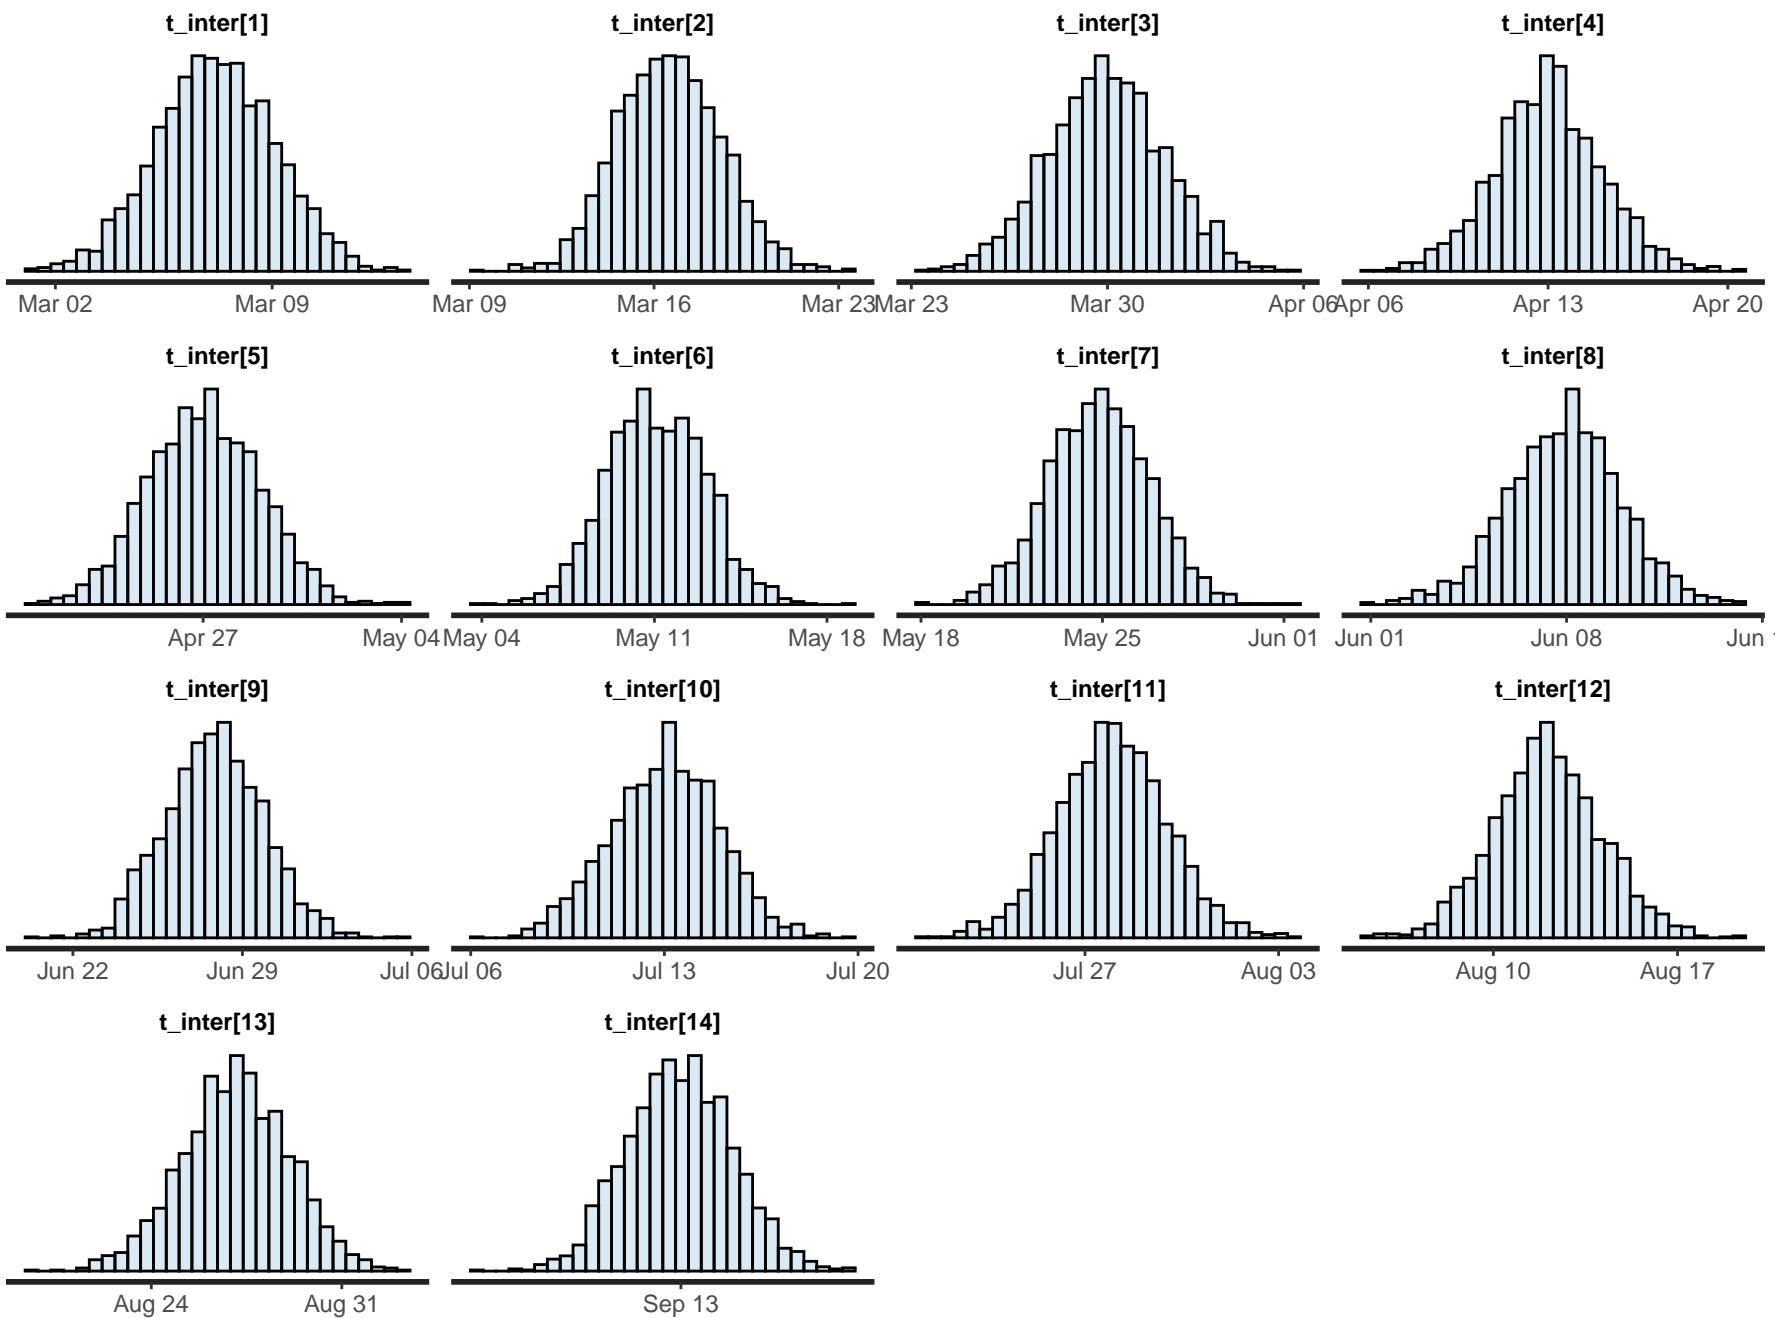 t_inter[1] t_inter[2] t_inter[3] t_inter[4]
Mar 02 Mar 09 Mar 09 Mar 16 Mar 23 Mar 23 Mar 30 Apr 06 Apr 06 Apr 13 Apr 20
t_inter[5] t_inter[6] t_inter[7] t_inter[8]
Apr 27 May 04 May 04 May 11 May 18 May 18 May 25 Jun 01 Jun 01 Jun 08 Jun
t_inter[9] t_inter[10] t_inter[11] t_inter[12]
Jun 22 Jun 29 Jul 06 Jul 06 Jul 13 Jul 20 Jul 27 Aug 03 Aug 10 Aug 17
t_inter[13] t_inter[14]
Aug 24 Aug 31 Sep 13